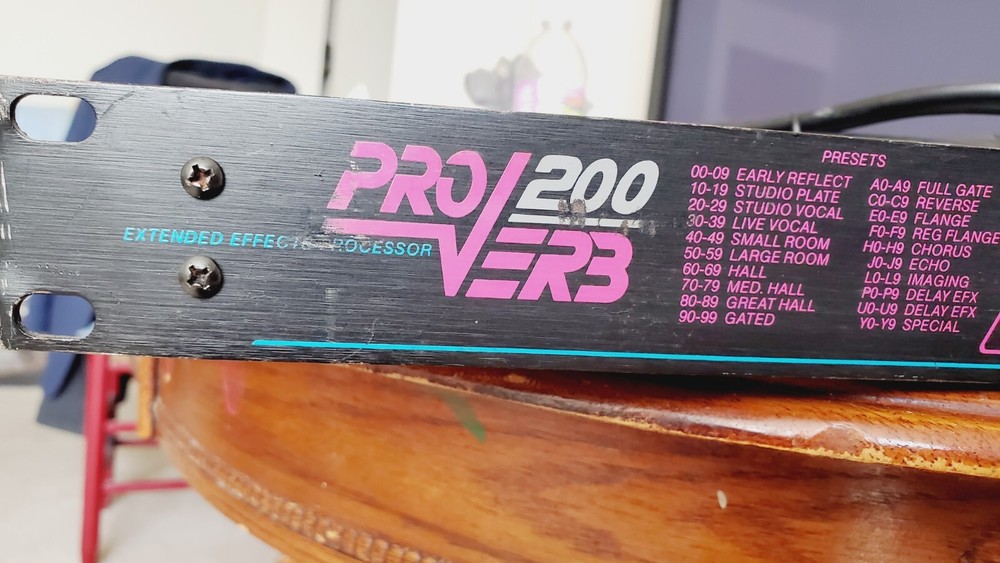 PRO/200
VERB
EXTENDED EFFECTS PROCESSOR
PRESETS
00-09 EARLY REFLECT
10-19 STUDIO PLATE
20-29 STUDIO VOCAL
30-39 LIVE VOCAL
40-49 SMALL ROOM
50-59 LARGE ROOM
60-69 HALL
70-79 MED. HALL
80-89 GREAT HALL
90-99 GATED
A0-A9 FULL GATE
C0-C9 REVERSE
E0-E9 FLANGE
F0-F9 REG FLANGE
H0-H9 CHORUS
J0-J9 ECHO
L0-L9 IMAGING
P0-P9 DELAY EFX
U0-U9 DELAY EFX
Y0-Y9 SPECIAL